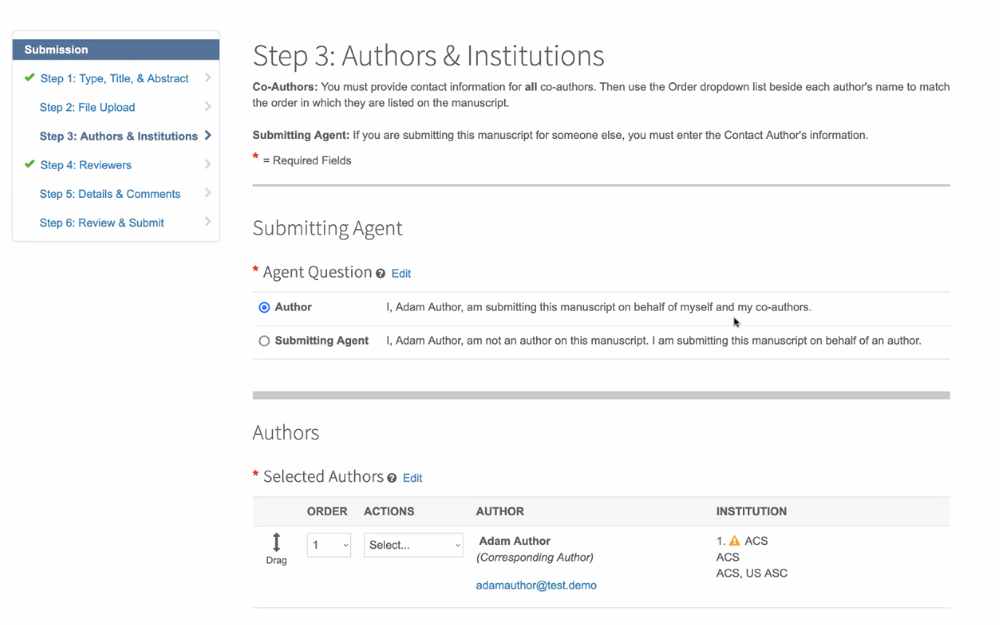 Submission
Step 1: Type, Title, & Abstract
Step 2: File Upload
Step 3: Authors & Institutions
Step 4: Reviewers
Step 5: Details & Comments
Step 6: Review & Submit
Step 3: Authors & Institutions
Co-Authors: You must provide contact information for all co-authors. Then use the Order dropdown list beside each author's name to match
the order in which they are listed on the manuscript.
Submitting Agent: If you are submitting this manuscript for someone else, you must enter the Contact Author's information.
* = Required Fields
Submitting Agent
* Agent Question ? Edit
Author I, Adam Author, am submitting this manuscript on behalf of myself and my co-authors.
Submitting Agent I, Adam Author, am not an author on this manuscript. I am submitting this manuscript on behalf of an author.
Authors
* Selected Authors ? Edit
ORDER ACTIONS AUTHOR INSTITUTION
Drag 1 Select... Adam Author 1. ACS
(Corresponding Author) ACS
ACS, US ASC
adamauthor@test.demo